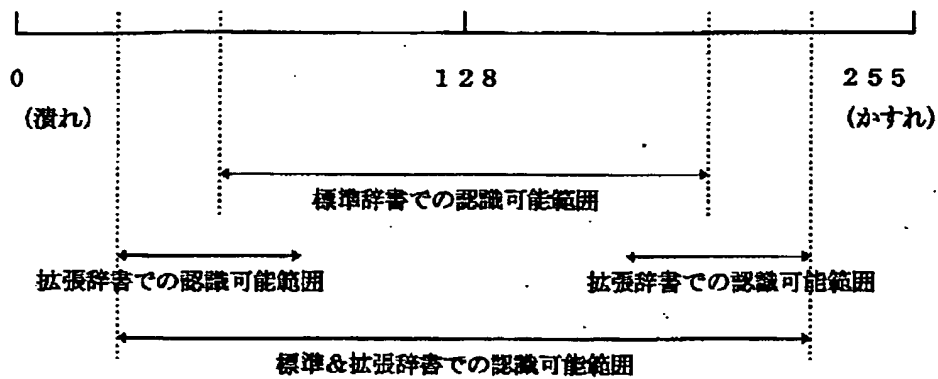 0 128 255
(潰れ) (かすれ)
標準辞書での認識可能範囲
拡張辞書での認識可能範囲 拡張辞書での認識可能範囲
標準&拡張辞書での認識可能範囲